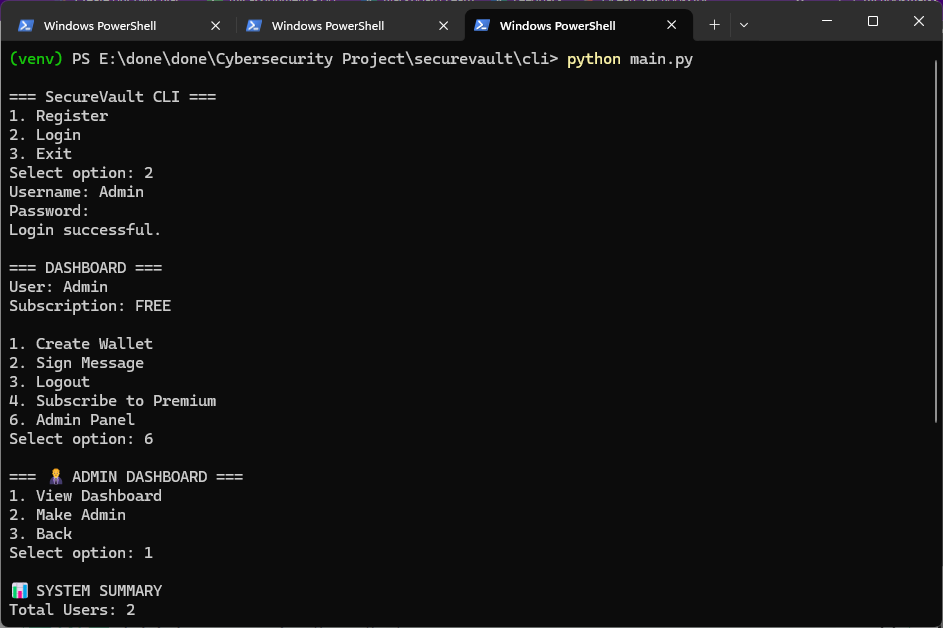 Windows PowerShell
Windows PowerShell
Windows PowerShell
(venv) PS E:\done\done\Cybersecurity Project\securevault\cli> python main.py
=== SecureVault CLI ===
1. Register
2. Login
3. Exit
Select option: 2
Username: Admin
Password:
Login successful.
=== DASHBOARD ===
User: Admin
Subscription: FREE
1. Create Wallet
2. Sign Message
3. Logout
4. Subscribe to Premium
6. Admin Panel
Select option: 6
=== ADMIN DASHBOARD ===
1. View Dashboard
2. Make Admin
3. Back
Select option: 1
SYSTEM SUMMARY
Total Users: 2